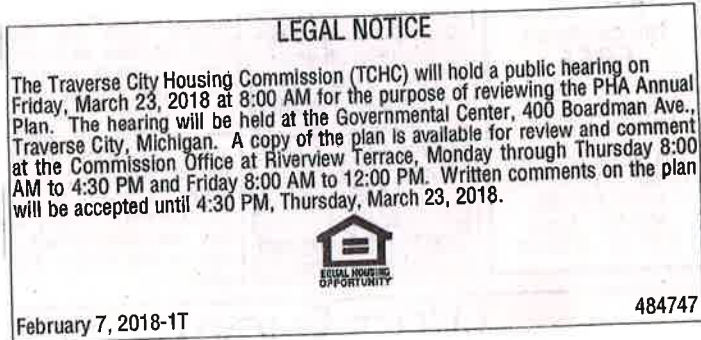 LEGAL NOTICE
The Traverse City Housing Commission (TCHC) will hold a public hearing on
Friday, March 23, 2018 at 8:00 AM for the purpose of reviewing the PHA Annual
Plan. The hearing will be held at the Governmental Center, 400 Boardman Ave.,
Traverse City, Michigan. A copy of the plan is available for review and comment
at the Commission Office at Riverview Terrace, Monday through Thursday 8:00
AM to 4:30 PM and Friday 8:00 AM to 12:00 PM. Written comments on the plan
will be accepted until 4:30 PM, Thursday, March 23, 2018.
EQUAL HOUSING
OPPORTUNITY
February 7, 2018-1T
484747